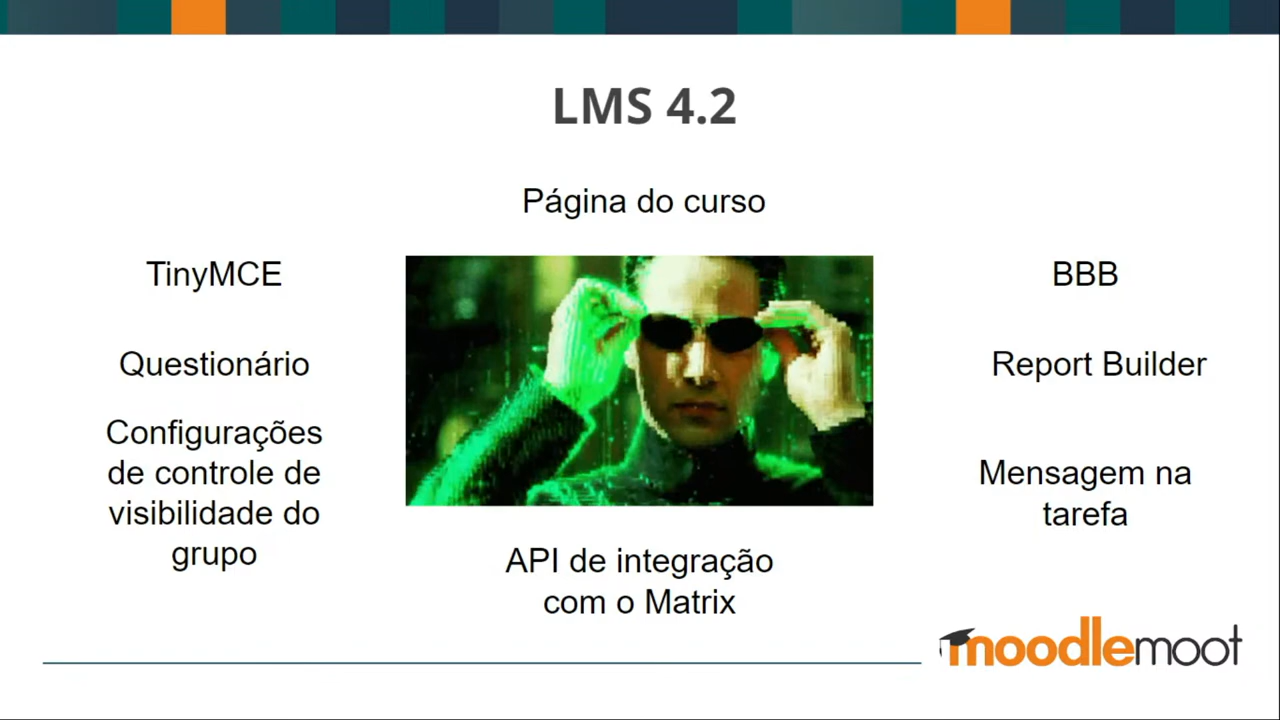 LMS 4.2
Página do curso
TinyMCE
BBB
Questionário
Report Builder
Configurações
de controle de
visibilidade do
grupo
Mensagem na
tarefa
API de integração
com o Matrix
moodlemoot